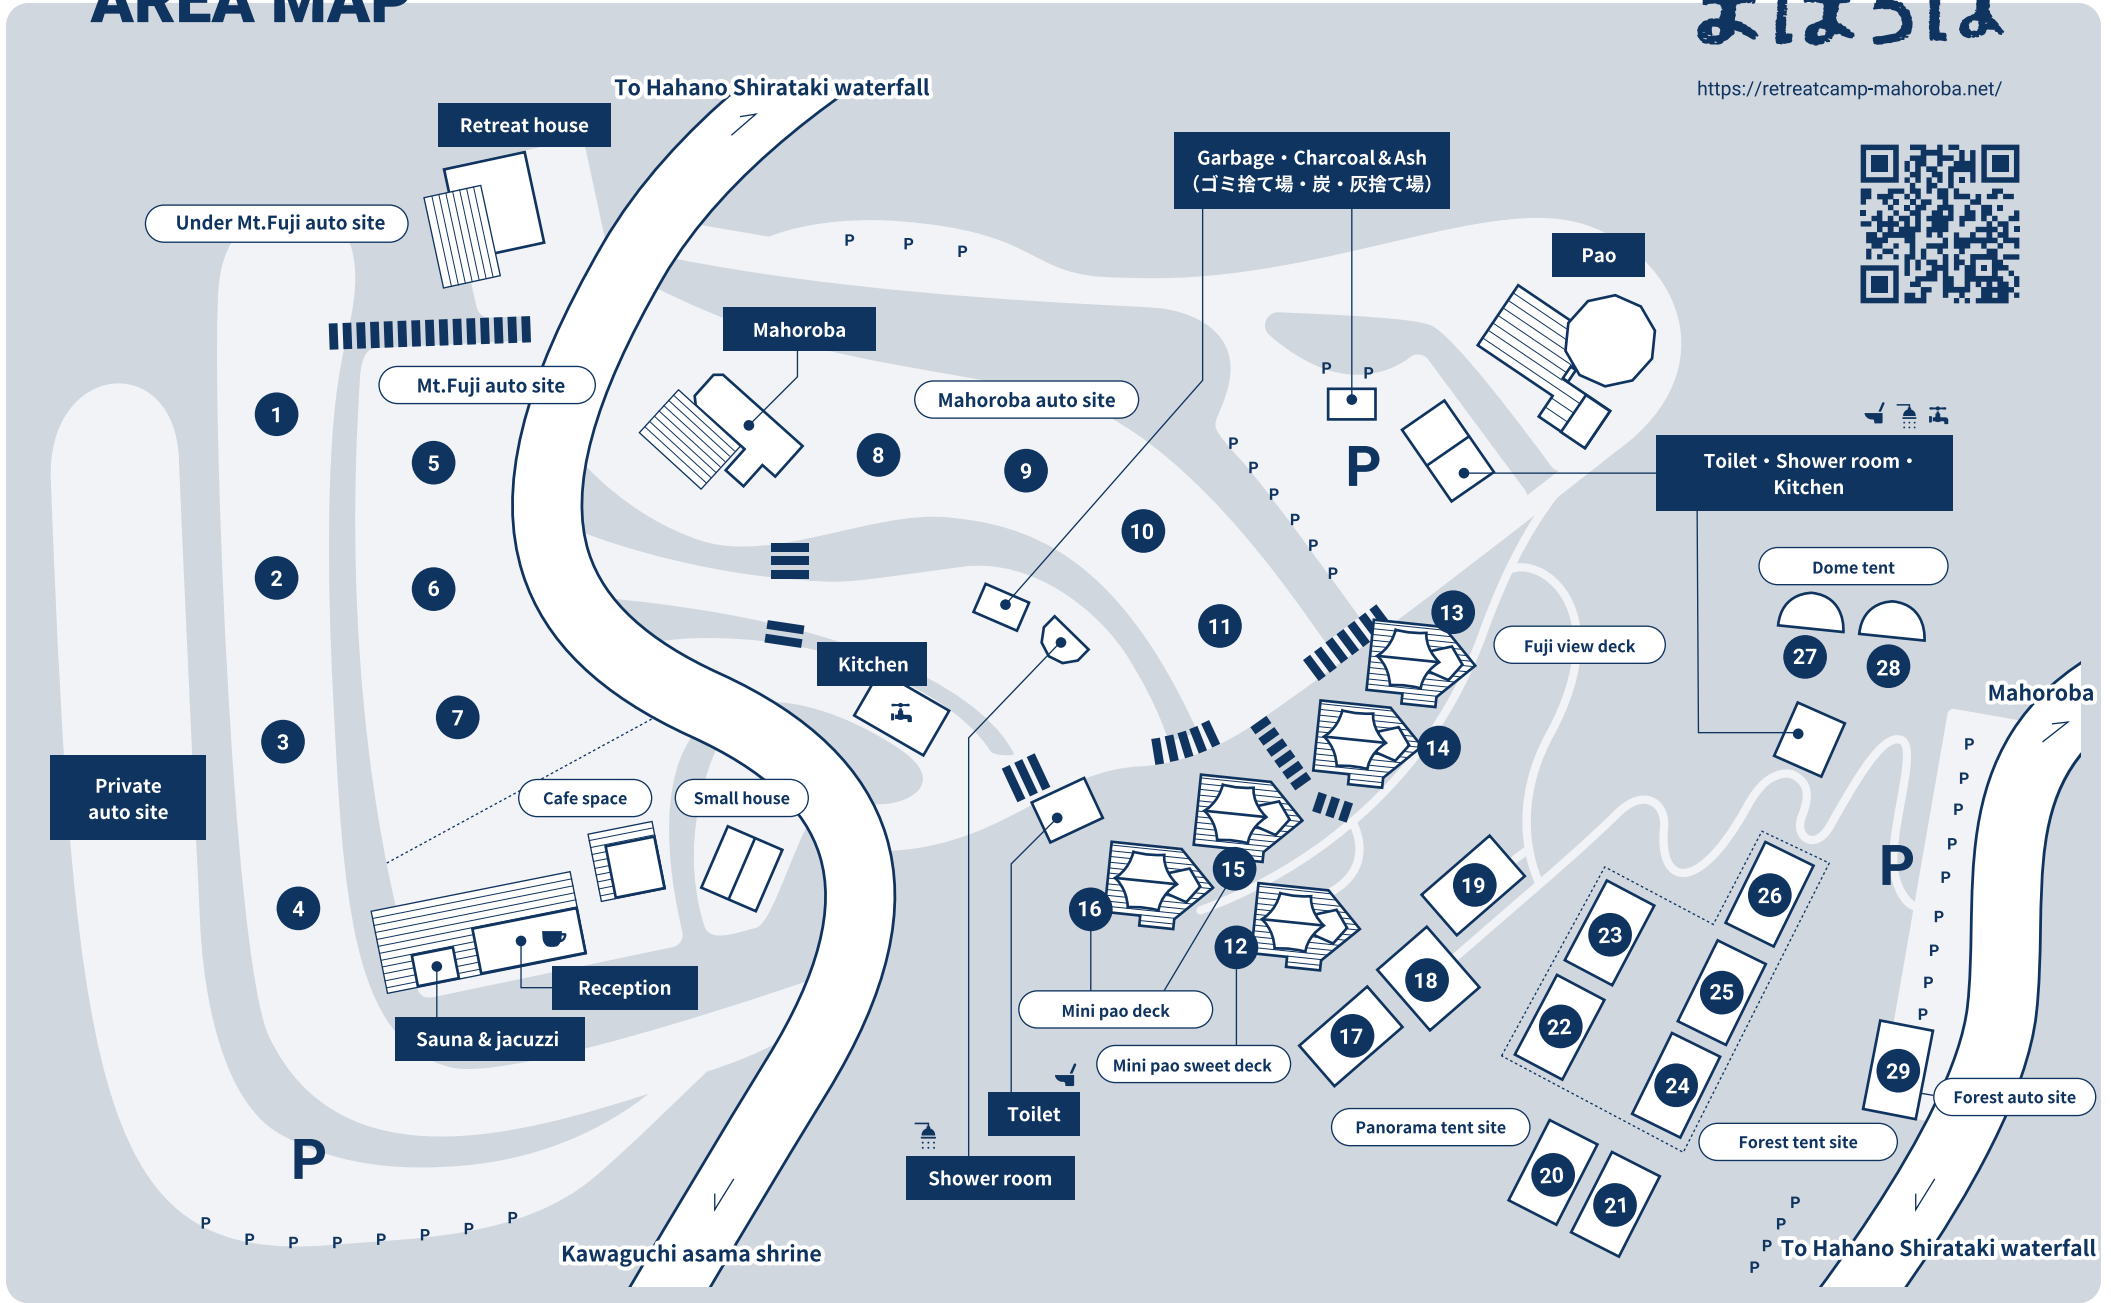 AREA MAP
まほろば
https://retreatcamp-mahoroba.net/
To Hahano Shirataki waterfall
Retreat house
Garbage・Charcoal＆Ash
（ゴミ捨て場・炭・灰捨て場）
Under Mt.Fuji auto site
P
P
P
Pao
Mahoroba
Mt.Fuji auto site
Mahoroba auto site
P
P
1
5
8
9
P
P
P
P
P
P
P
10
Toilet・Shower room・
Kitchen
2
6
11
13
Dome tent
27
28
Fuji view deck
Kitchen
7
3
14
Mahoroba
Private
auto site
Cafe space
Small house
4
15
16
12
19
18
17
23
22
26
25
24
P
P
P
P
P
P
P
P
P
P
29
Reception
Sauna & jacuzzi
Mini pao deck
Mini pao sweet deck
Toilet
Shower room
Forest auto site
Panorama tent site
Forest tent site
20
21
P
P
P
P
P
P
P
P
P
P
P
P
P
Kawaguchi asama shrine
To Hahano Shirataki waterfall